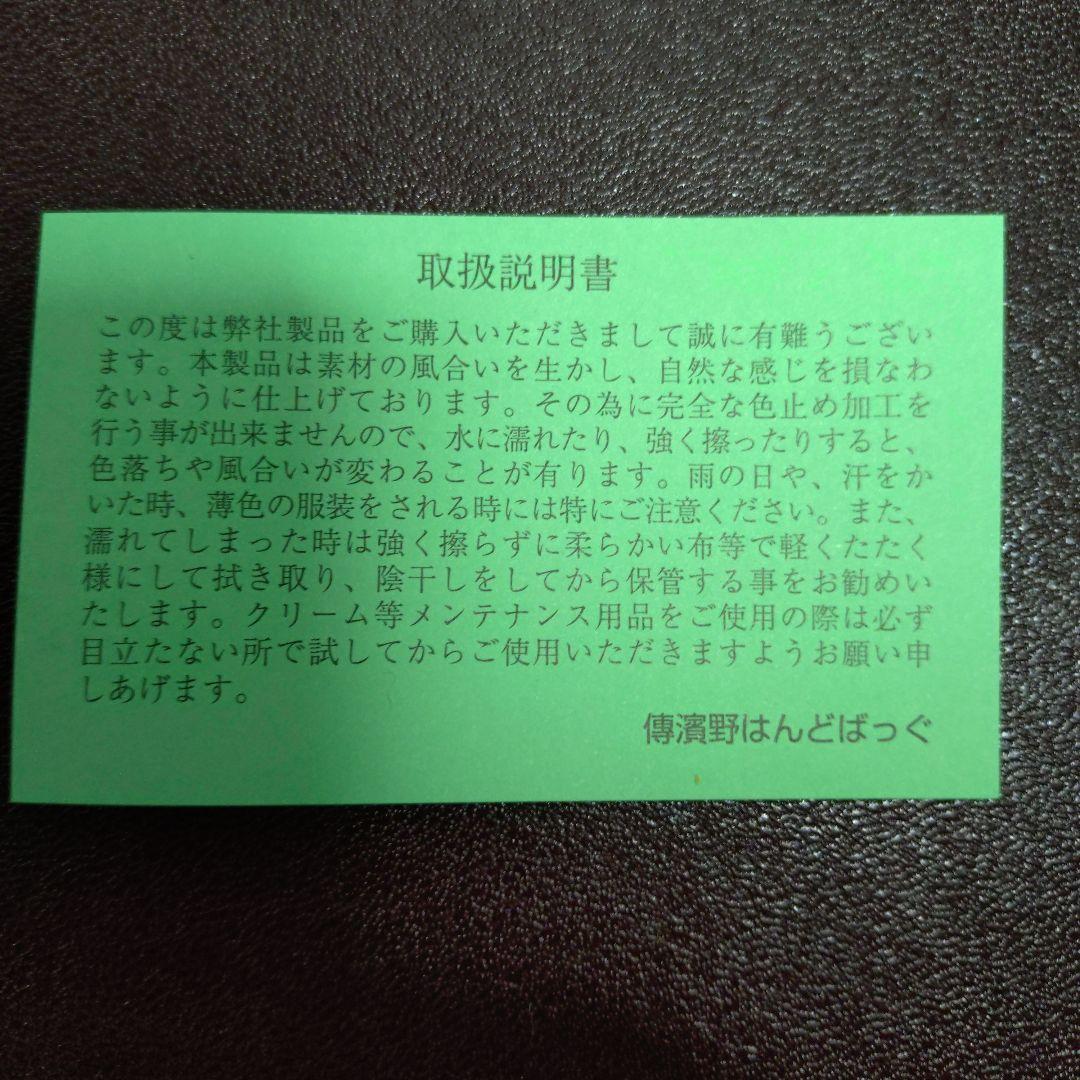 取扱説明書
この度は弊社製品をご購入いただきまして誠に有難うござい
ます。本製品は素材の風合いを生かし、自然な感じを損なわ
ないように仕上げております。その為に完全な色止め加工を
行う事が出来ませんので、水に濡れたり、強く擦ったりすると、
色落ちや風合いが変わることが有ります。雨の日や、汗をか
いた時、薄色の服装をされる時には特にご注意ください。また、
濡れてしまった時は強く擦らずに柔らかい布等で軽くたたく
様にして拭き取り、陰干しをしてから保管する事をお勧めい
たします。クリーム等メンテナンス用品をご使用の際は必ず
目立たない所で試してからご使用いただきますようお願い申
しあげます。
傳濱野はんどばっぐ